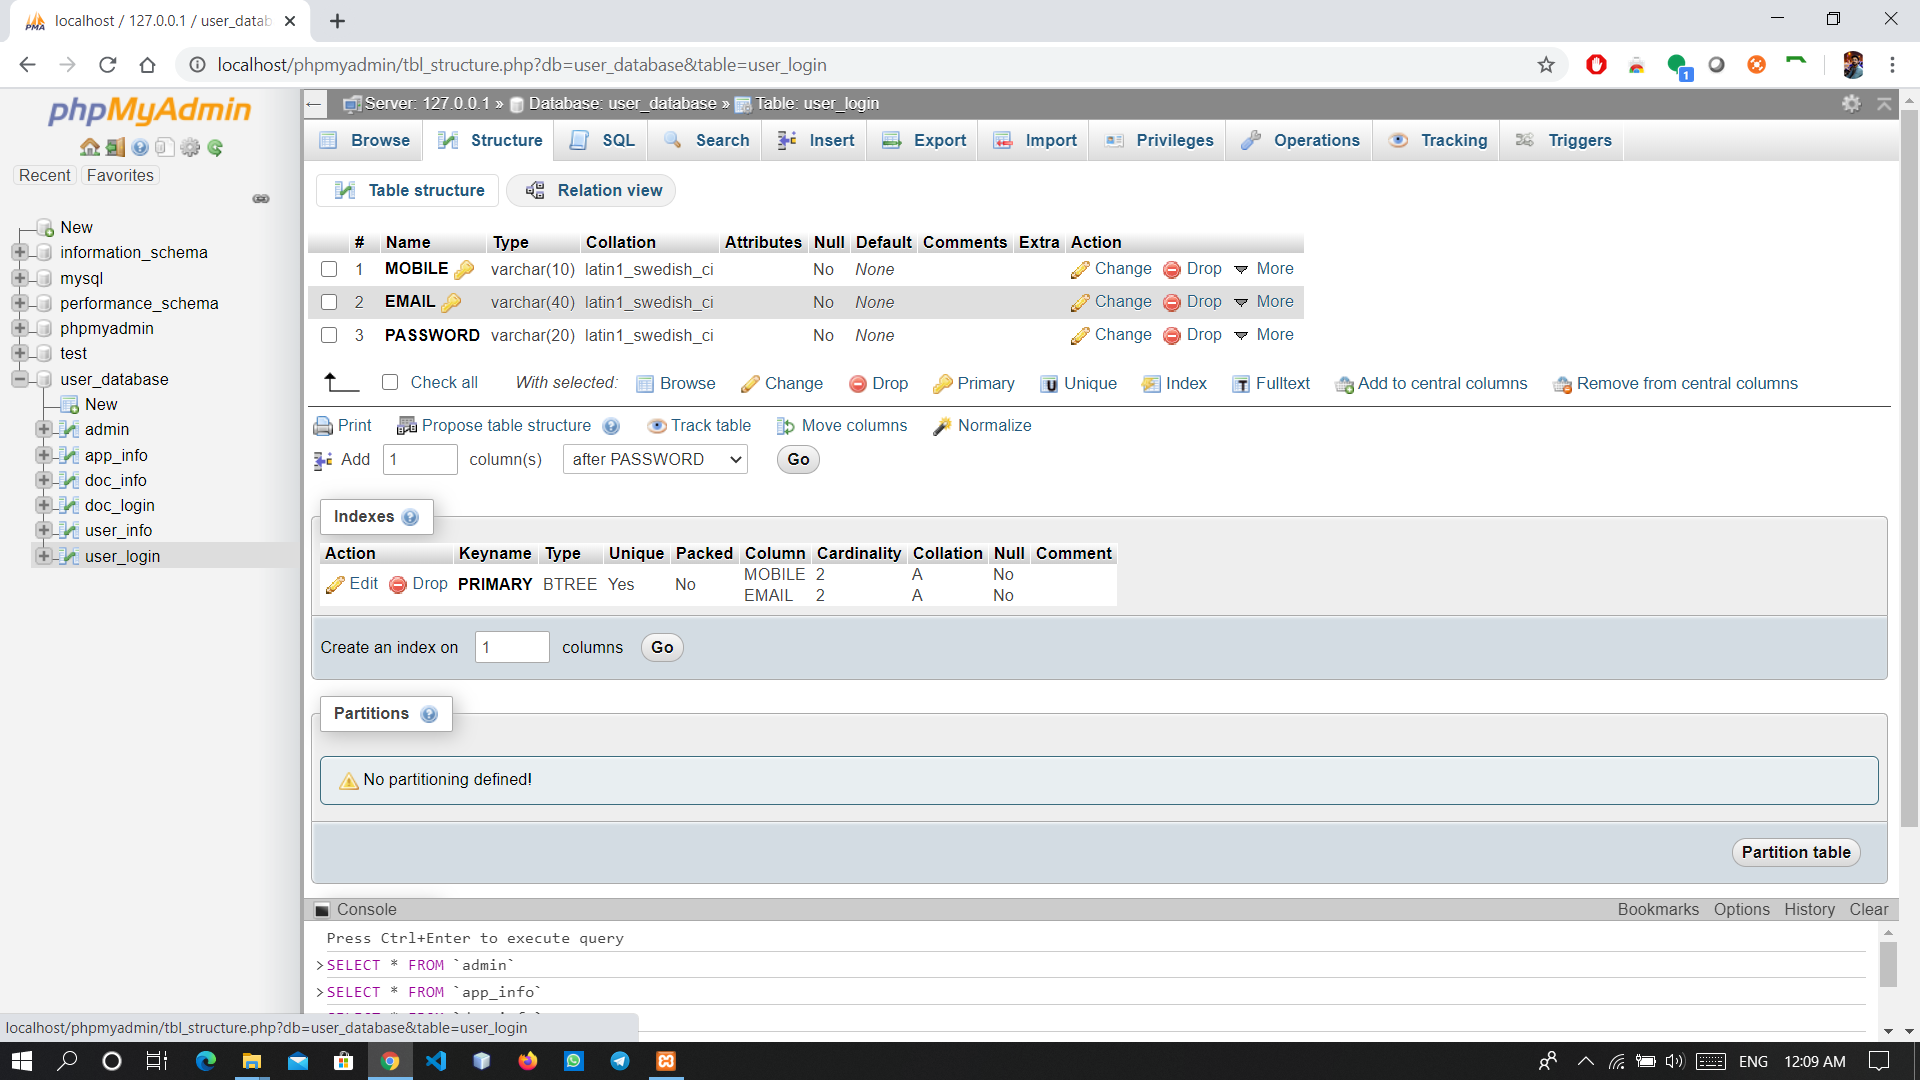 localhost / 127.0.0.1 / user_datab
localhost/phpmyadmin/tbl_structure.php?db=user_database&table=user_login
1
phpMyAdmin
Recent Favorites
New
information_schema
mysql
performance_schema
phpmyadmin
test
user_database
New
admin
app_info
doc_info
doc_login
user_info
user_login
Server: 127.0.0.1 » Database: user_database » Table: user_login
Browse Structure SQL Search Insert Export Import Privileges Operations Tracking Triggers
Table structure Relation view
# Name Type Collation Attributes Null Default Comments Extra Action
1 MOBILE varchar(10) latin1_swedish_ci No None Change Drop More
2 EMAIL varchar(40) latin1_swedish_ci No None Change Drop More
3 PASSWORD varchar(20) latin1_swedish_ci No None Change Drop More
Check all With selected: Browse Change Drop Primary Unique Index Fulltext Add to central columns Remove from central columns
Print Propose table structure Track table Move columns Normalize
Add 1 column(s) after PASSWORD Go
Indexes
Action Keyname Type Unique Packed Column Cardinality Collation Null Comment
Edit Drop PRIMARY BTREE Yes No MOBILE 2 A No
EMAIL 2 A No
Create an index on 1 columns Go
Partitions
No partitioning defined!
Partition table
Console Bookmarks Options History Clear
Press Ctrl+Enter to execute query
>SELECT * FROM `admin`
>SELECT * FROM `app_info`
localhost/phpmyadmin/tbl_structure.php?db=user_database&table=user_login
ENG 12:09 AM